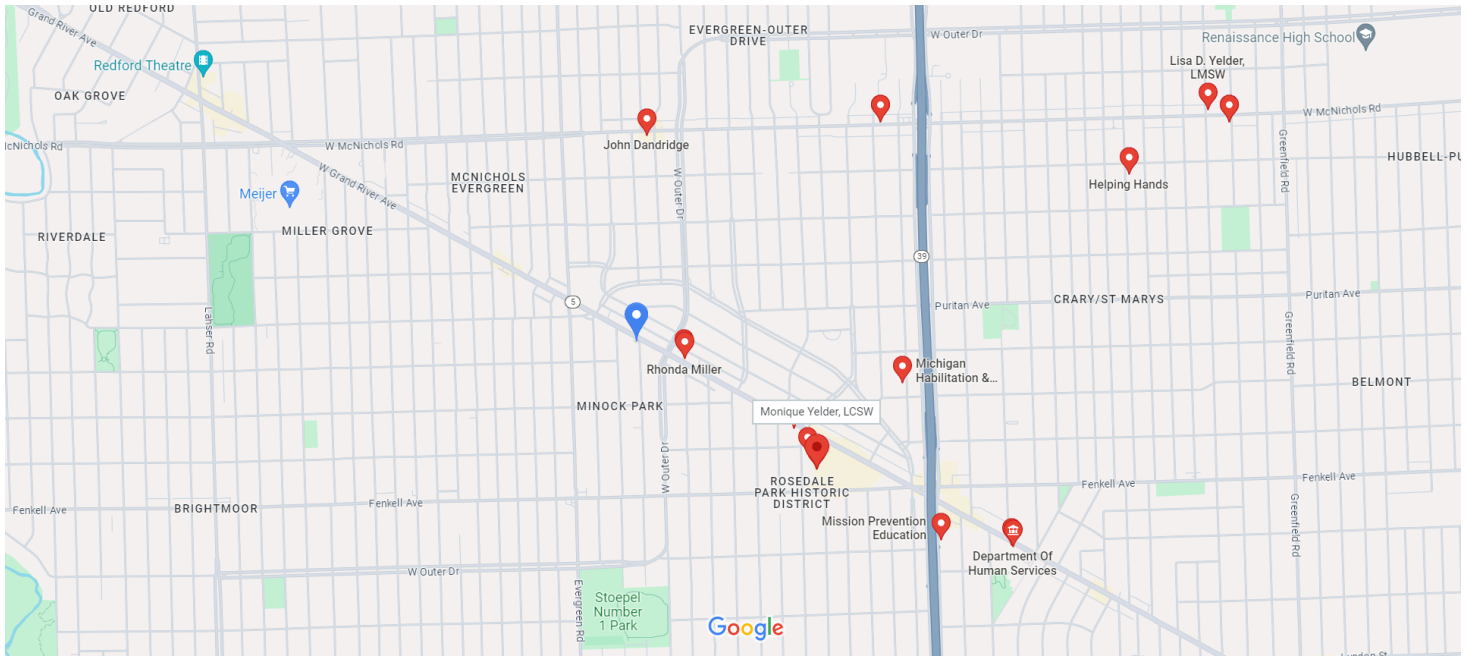 OLD REDFORD
Grand River Ave
Redford Theatre
OAK GROVE
EVERGREEN-OUTER
DRIVE
W Outer Dr
Renaissance High School
Lisa D. Yelder,
LMSW
W McNichols Rd
lcNichols Rd
W McNichols Rd
John Dandridge
W Grand River Ave
MCNICHOLS
EVERGREEN
W Outer Dr
Helping Hands
Greenfield Rd
HUBBELL-PU
Meijer
MILLER GROVE
RIVERDALE
39
5
Puritan Ave
CRARY/ST MARYS
Puritan Ave
Lahser Rd
Greenfield Rd
Rhonda Miller
Michigan
Habilitation &...
BELMONT
MINOCK PARK
Monique Yelder, LCSW
W Outer Dr
ROSEDALE
PARK HISTORIC
DISTRICT
Fenkell Ave
BRIGHTMOOR
Fenkell Ave
Fenkell Ave
Fenkell Ave
Greenfield Rd
Mission Prevention
Education
Department Of
Human Services
W Outer Dr
Evergreen Rd
Stoepel
Number
1 Park
Google